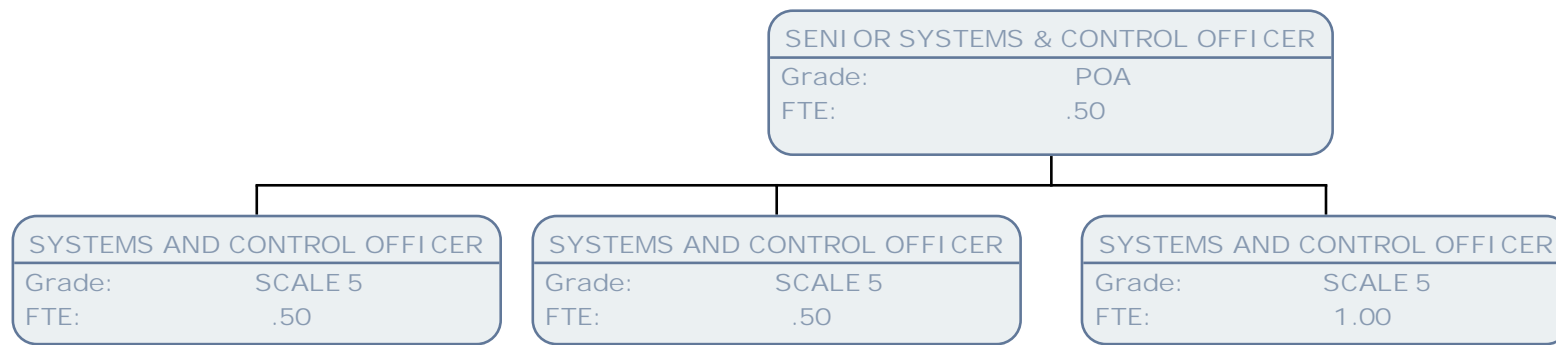 SENIOR SYSTEMS & CONTROL OFFICER
Grade: POA
FTE: .50
SYSTEMS AND CONTROL OFFICER
Grade: SCALE 5
FTE: .50
SYSTEMS AND CONTROL OFFICER
Grade: SCALE 5
FTE: .50
SYSTEMS AND CONTROL OFFICER
Grade: SCALE 5
FTE: 1.00